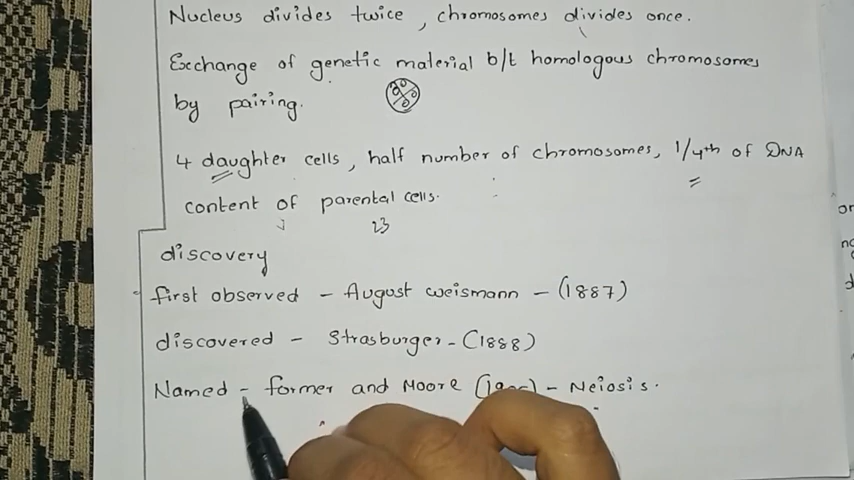 Nucleus divides twice, chromosomes divides once.
Exchange of genetic material b/t homologous chromosomes
by pairing.
4 daughter cells, half number of chromosomes, 1/4th of DNA
content of parental cells.
23
discovery
first observed - August weismann - (1887)
discovered - Strasburger - (1888)
Named - former and Moore - Neiosis.